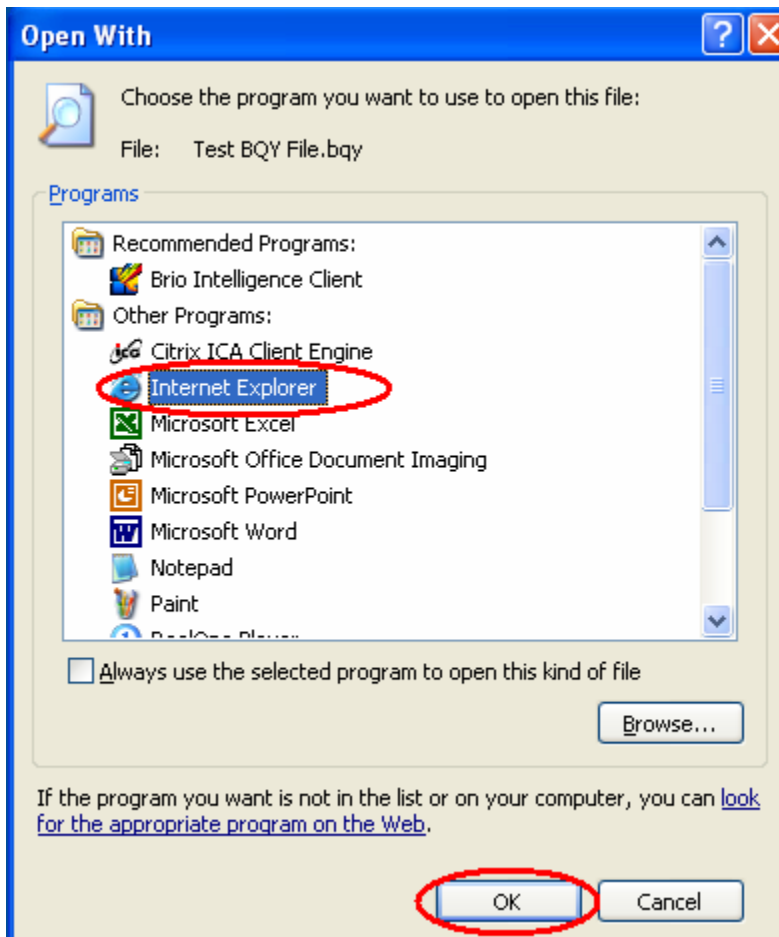 Open With
Choose the program you want to use to open this file:
File: Test BQY File.bqy
Programs
Recommended Programs:
Brio Intelligence Client
Other Programs:
Citrix ICA Client Engine
Internet Explorer
Microsoft Excel
Microsoft Office Document Imaging
Microsoft PowerPoint
Microsoft Word
Notepad
Paint
RealOne Player
Always use the selected program to open this kind of file
Browse...
If the program you want is not in the list or on your computer, you can look
for the appropriate program on the Web.
OK Cancel